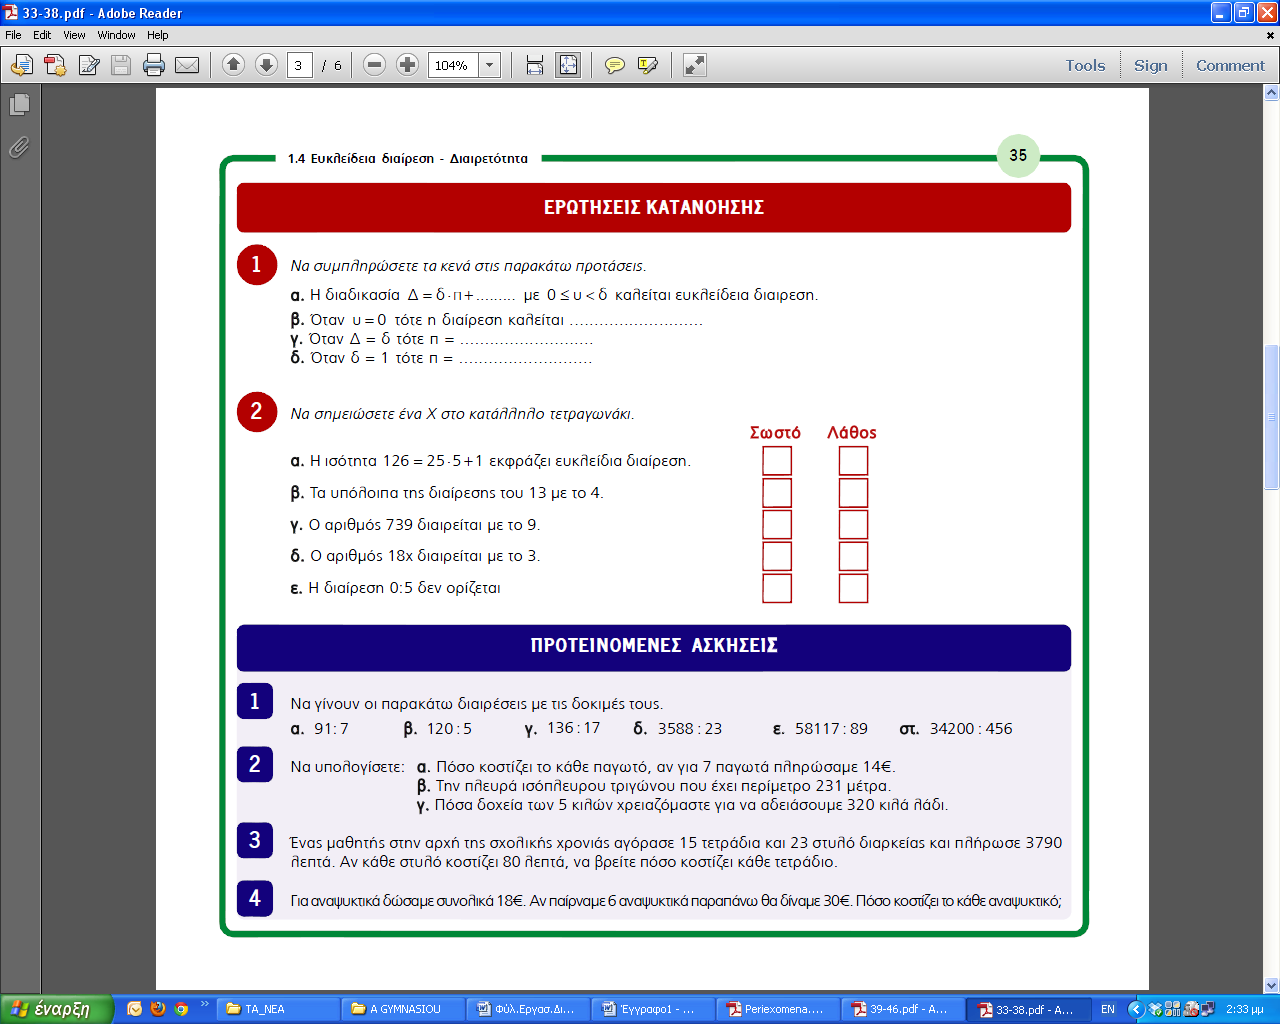 33-38.pdf - Adobe Reader
File Edit View Window Help
3 / 6 104% Tools Sign Comment
1.4 Ευκλείδεια διαίρεση - Διαιρετότητα 35
ΕΡΩΤΗΣΕΙΣ ΚΑΤΑΝΟΗΣΗΣ
1 Να συμπληρώσετε τα κενά στις παρακάτω προτάσεις.
α. Η διαδικασία Δ = δ·π+......... με 0 ≤ υ < δ καλείται ευκλείδεια διαιρεση.
β. Όταν υ = 0 τότε η διαίρεση καλείται ...........................
γ. Όταν Δ = δ τότε π = ...........................
δ. Όταν δ = 1 τότε π = ...........................
2 Να σημειώσετε ένα Χ στο κατάλληλο τετραγωνάκι.
Σωστό Λάθος
α. Η ισότητα 126 = 25·5+1 εκφράζει ευκλείδια διαίρεση.
β. Τα υπόλοιπα της διαίρεσης του 13 με το 4.
γ. Ο αριθμός 739 διαιρείται με το 9.
δ. Ο αριθμός 18x διαιρείται με το 3.
ε. Η διαίρεση 0:5 δεν ορίζεται
ΠΡΟΤΕΙΝΟΜΕΝΕΣ ΑΣΚΗΣΕΙΣ
1 Να γίνουν οι παρακάτω διαιρέσεις με τις δοκιμές τους.
α. 91 : 7 β. 120 : 5 γ. 136 : 17 δ. 3588 : 23 ε. 58117 : 89 στ. 34200 : 456
2 Να υπολογίσετε: α. Πόσο κοστίζει το κάθε παγωτό, αν για 7 παγωτά πληρώσαμε 14€.
β. Την πλευρά ισόπλευρου τριγώνου που έχει περίμετρο 231 μέτρα.
γ. Πόσα δοχεία των 5 κιλών χρειαζόμαστε για να αδειάσουμε 320 κιλά λάδι.
3 Ένας μαθητής στην αρχή της σχολικής χρονιάς αγόρασε 15 τετράδια και 23 στυλό διαρκείας και πλήρωσε 3790
λεπτά. Αν κάθε στυλό κοστίζει 80 λεπτά, να βρείτε πόσο κοστίζει κάθε τετράδιο.
4 Για αναψυκτικά δώσαμε συνολικά 18€. Αν παίρναμε 6 αναψυκτικά παραπάνω θα δίναμε 30€. Πόσο κοστίζει το κάθε αναψυκτικό;
έναρξη TA_NEA A GYMNASIOU Φύλ.Εργασ.Δι... Έγγραφο1 - ... Periexomena.... 39-46.pdf - A... 33-38.pdf - A... EN 2:33 μμ